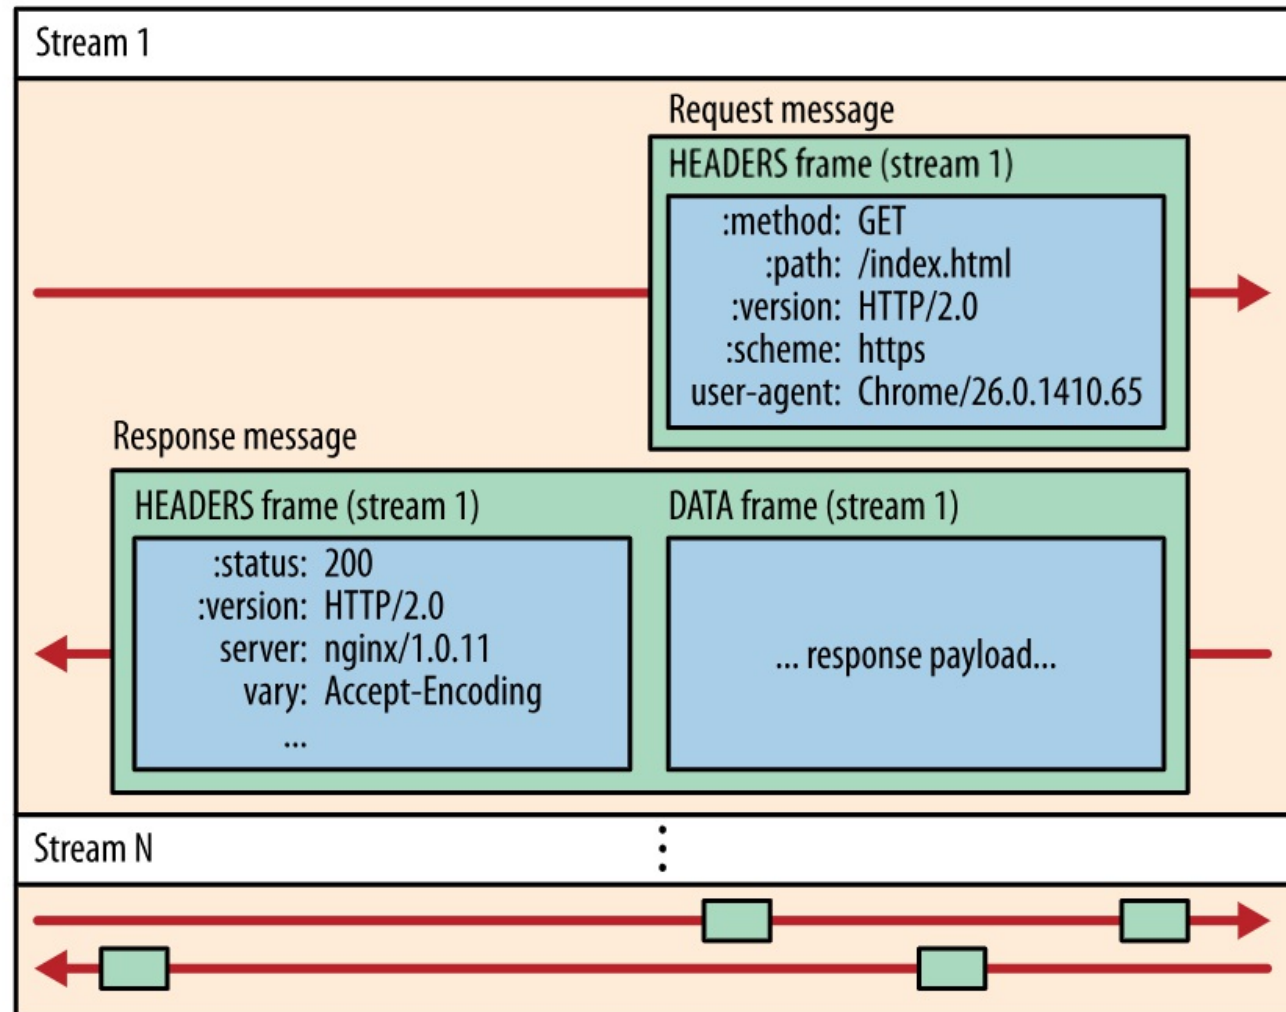 Stream 1
Request message
HEADERS frame (stream 1)
:method: GET
:path: /index.html
:version: HTTP/2.0
:scheme: https
user-agent: Chrome/26.0.1410.65
Response message
HEADERS frame (stream 1)
:status: 200
:version: HTTP/2.0
server: nginx/1.0.11
vary: Accept-Encoding
...
DATA frame (stream 1)
... response payload...
Stream N